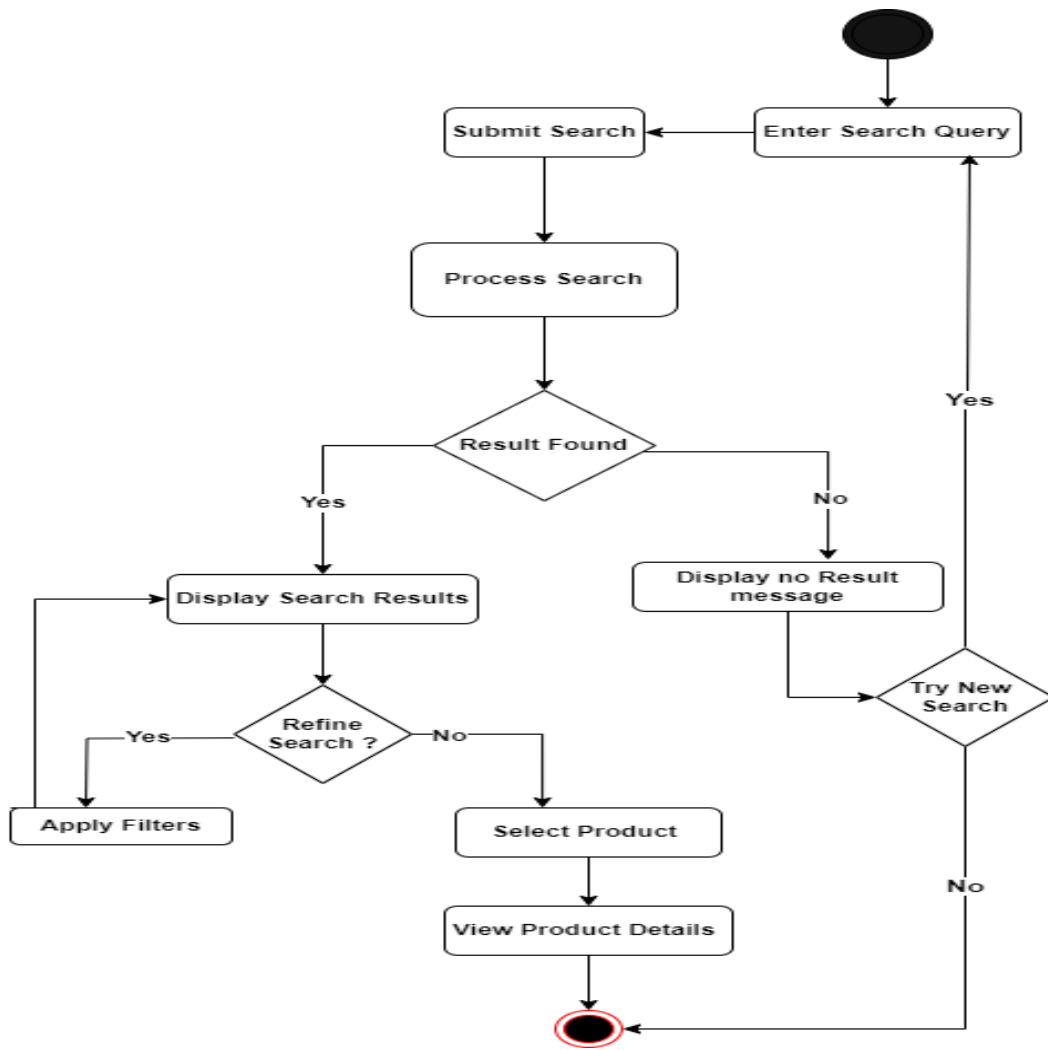 Submit Search
Enter Search Query
Process Search
Yes
Result Found
Yes
No
Display Search Results
Display no Result
message
Try New
Search
Refine
Search ?
Yes
No
Apply Filters
Select Product
No
View Product Details